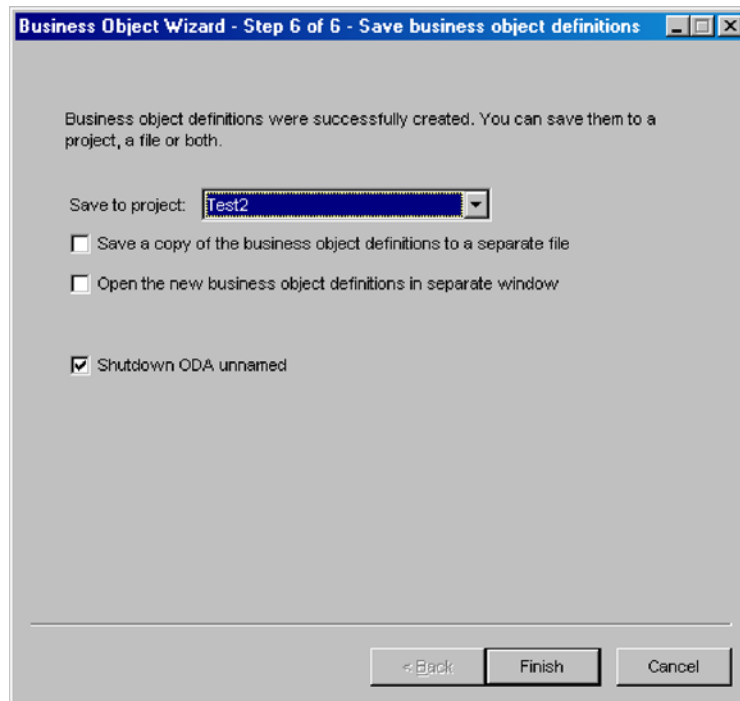 Business Object Wizard - Step 6 of 6 - Save business object definitions
Business object definitions were successfully created. You can save them to a
project, a file or both.
Save to project: Test2
Save a copy of the business object definitions to a separate file
Open the new business object definitions in separate window
Shutdown ODA unnamed
< Back Finish Cancel